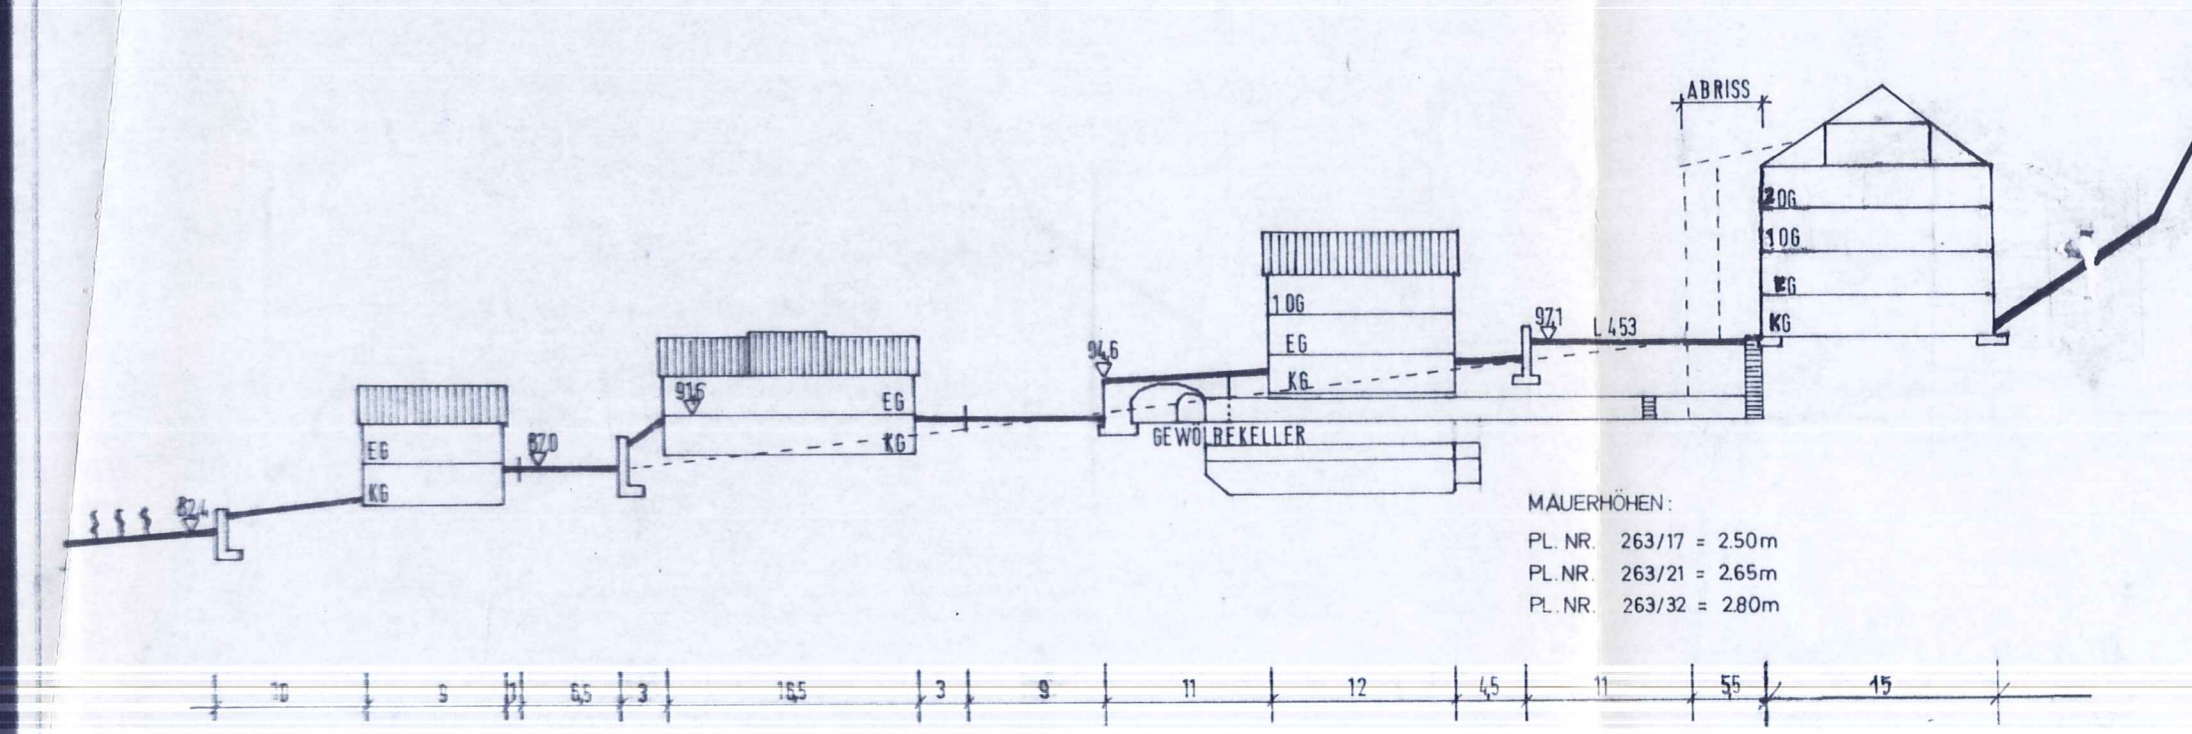 ABRISS
2OG
1OG
EG
KG
971
L 453
1OG
EG
KG
94,6
GEWÖLBEKELLER
91,5
EG
KG
EG
KG
87,0
82,4
MAUERHÖHEN:
PL. NR. 263/17 = 2.50m
PL. NR. 263/21 = 2.65m
PL. NR. 263/32 = 2.80m
10 9 1 6,5 3 16,5 3 9 11 12 4,5 11 5,5 15